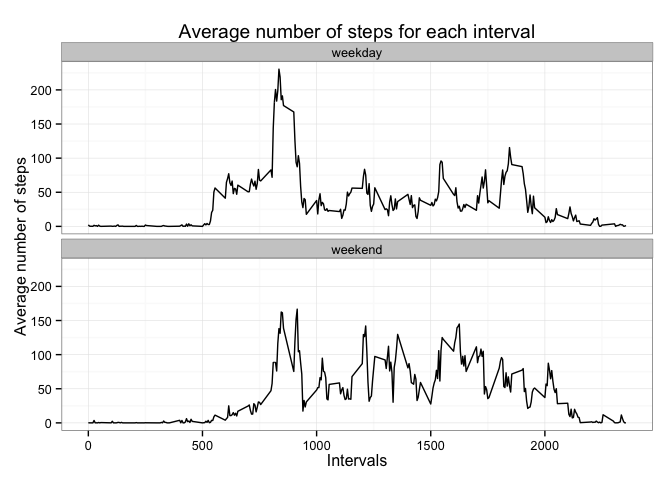 Average number of steps for each interval
weekday
200
150
100
50
0
weekend
200
150
100
50
0
0 500 1000 1500 2000
Intervals
Average number of steps